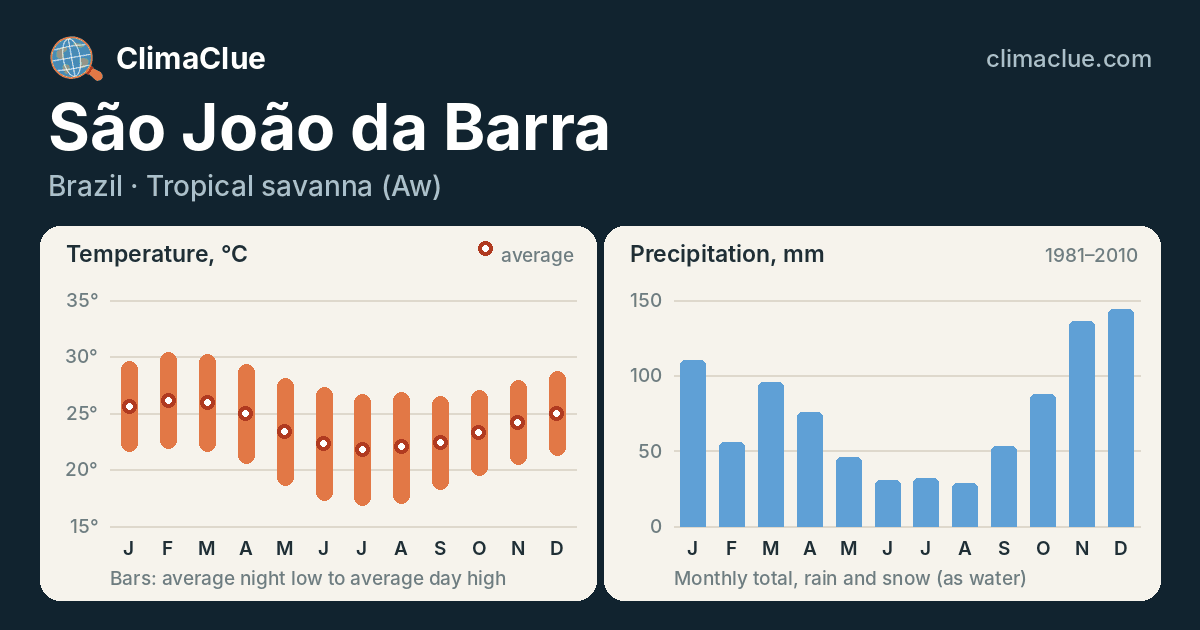 ClimaClue
climaclue.com
São João da Barra
Brazil · Tropical savanna (Aw)
Temperature, °C
average
35°
30°
25°
20°
15°
J F M A M J J A S O N D
Bars: average night low to average day high
Precipitation, mm
1981–2010
150
100
50
0
J F M A M J J A S O N D
Monthly total, rain and snow (as water)